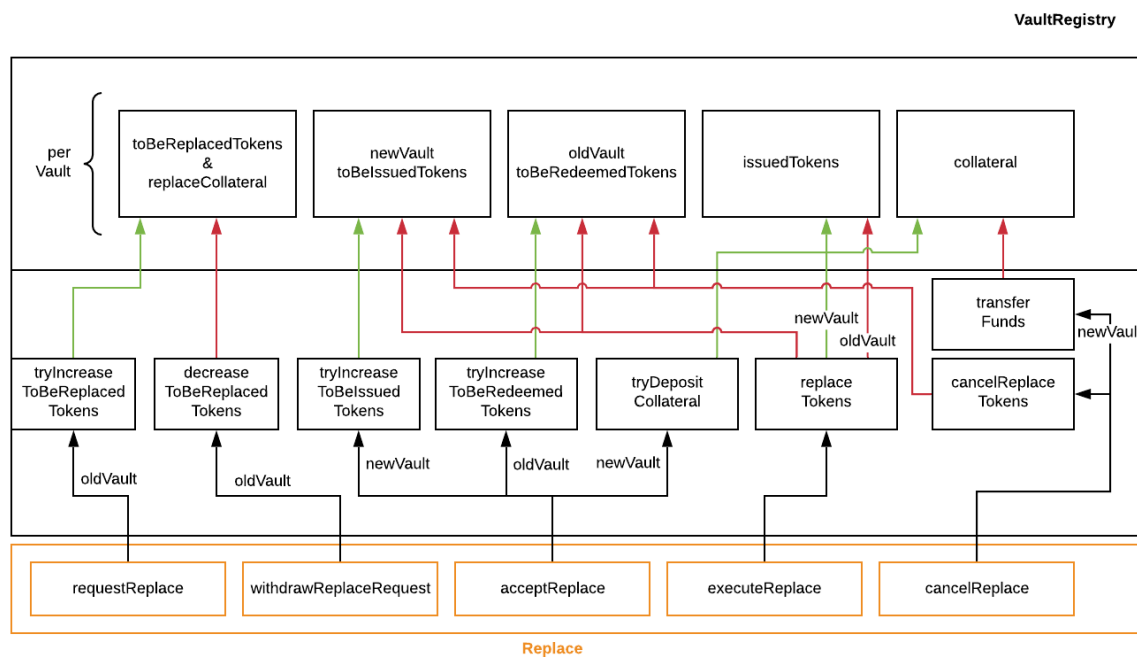 VaultRegistry
per
Vault
toBeReplacedTokens
&
replaceCollateral
newVault
toBeIssuedTokens
oldVault
toBeRedeemedTokens
issuedTokens
collateral
transfer
Funds
newVault
newVault
oldVault
tryIncrease
ToBeReplaced
Tokens
decrease
ToBeReplaced
Tokens
tryIncrease
ToBeIssued
Tokens
tryIncrease
ToBeRedeemed
Tokens
tryDeposit
Collateral
replace
Tokens
cancelReplace
Tokens
oldVault
oldVault
newVault
oldVault
newVault
requestReplace
withdrawReplaceRequest
acceptReplace
executeReplace
cancelReplace
Replace